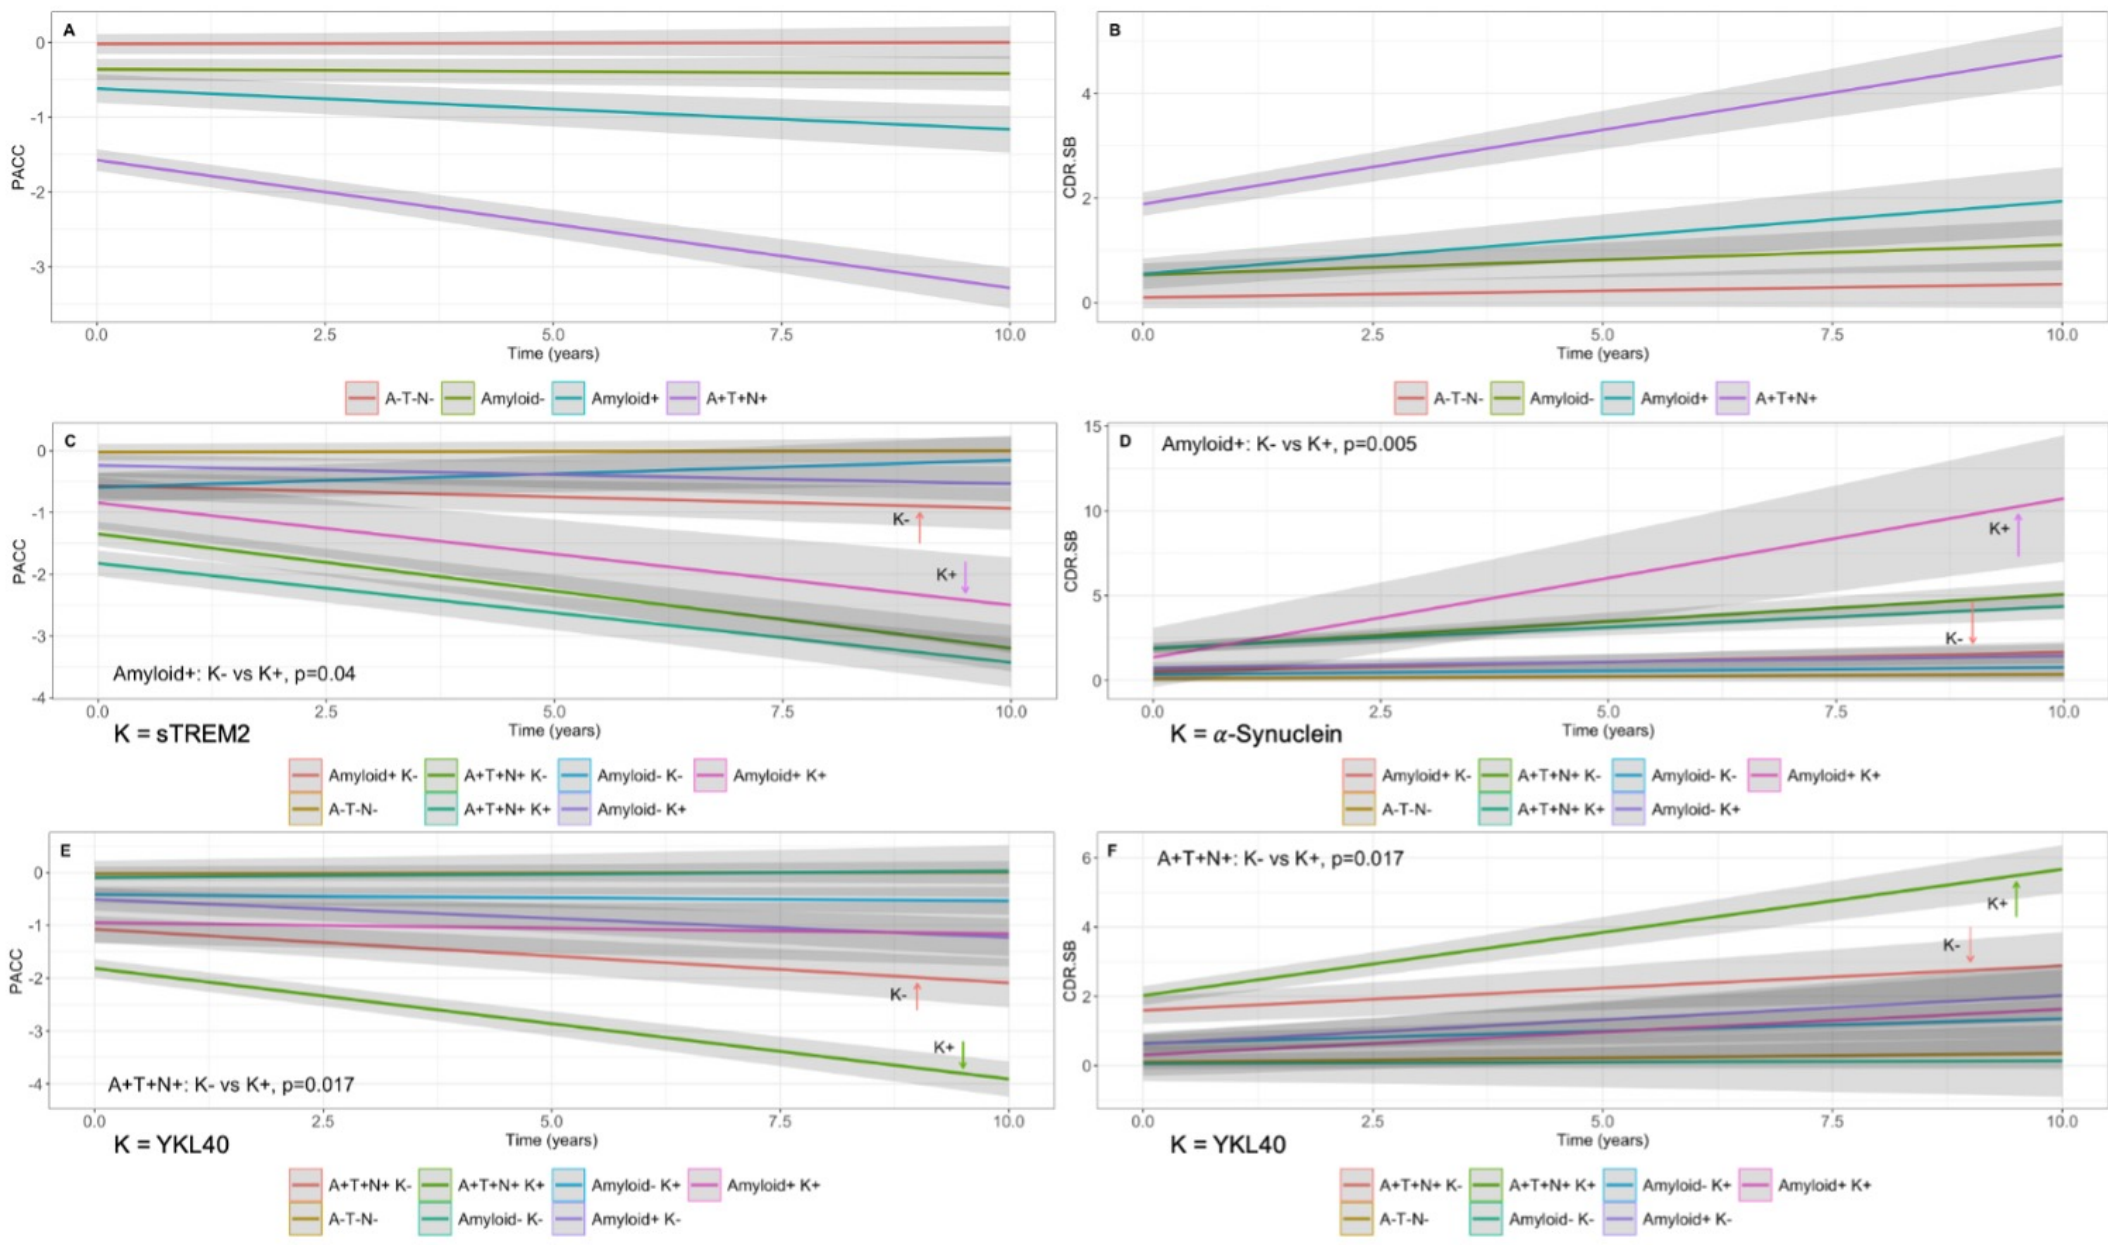 A
0
-1
-2
-3
PACC
0.0 2.5 5.0 7.5 10.0
Time (years)
A-T-N- Amyloid- Amyloid+ A+T+N+
B
4
2
0
CDR.SB
0.0 2.5 5.0 7.5 10.0
Time (years)
A-T-N- Amyloid- Amyloid+ A+T+N+
C
0
-1
-2
-3
-4
PACC
K-
K+
Amyloid+: K- vs K+, p=0.04
0.0 2.5 5.0 7.5 10.0
Time (years)
K = sTREM2
Amyloid+ K- A+T+N+ K- Amyloid- K- Amyloid+ K+
A-T-N- A+T+N+ K+ Amyloid- K+
D
Amyloid+: K- vs K+, p=0.005
15
10
5
0
CDR.SB
K+
K-
0.0 2.5 5.0 7.5 10.0
Time (years)
K = α-Synuclein
Amyloid+ K- A+T+N+ K- Amyloid- K- Amyloid+ K+
A-T-N- A+T+N+ K+ Amyloid- K+
E
0
-1
-2
-3
-4
PACC
K-
K+
A+T+N+: K- vs K+, p=0.017
0.0 2.5 5.0 7.5 10.0
Time (years)
K = YKL40
A+T+N+ K- A+T+N+ K+ Amyloid- K+ Amyloid+ K+
A-T-N- Amyloid- K- Amyloid+ K-
F
A+T+N+: K- vs K+, p=0.017
6
4
2
0
CDR.SB
K+
K-
0.0 2.5 5.0 7.5 10.0
Time (years)
K = YKL40
A+T+N+ K- A+T+N+ K+ Amyloid- K+ Amyloid+ K+
A-T-N- Amyloid- K- Amyloid+ K-